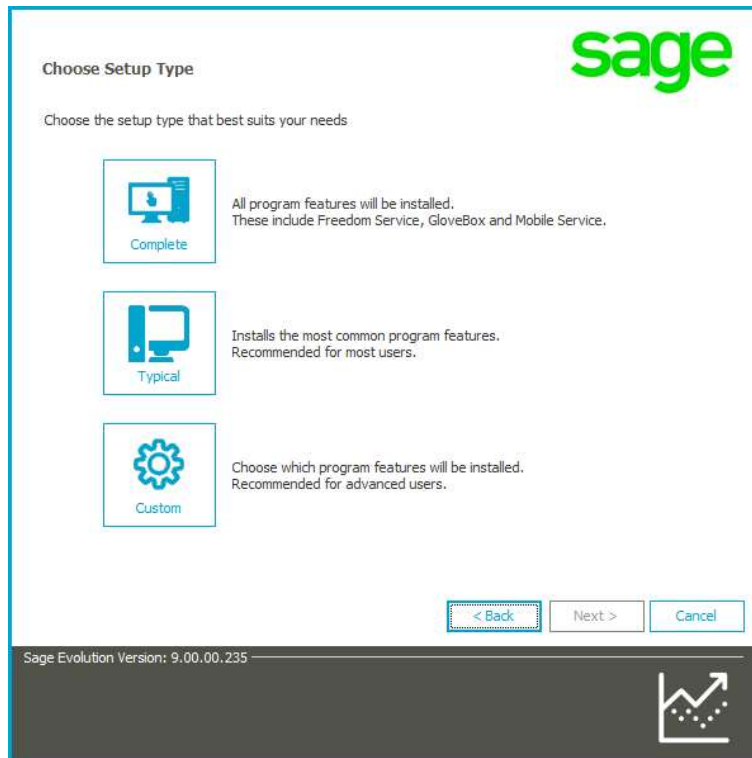 sage
Choose Setup Type
Choose the setup type that best suits your needs
All program features will be installed.
These include Freedom Service, GloveBox and Mobile Service.
Complete
Installs the most common program features.
Recommended for most users.
Typical
Choose which program features will be installed.
Recommended for advanced users.
Custom
< Back
Next >
Cancel
Sage Evolution Version: 9.00.00.235